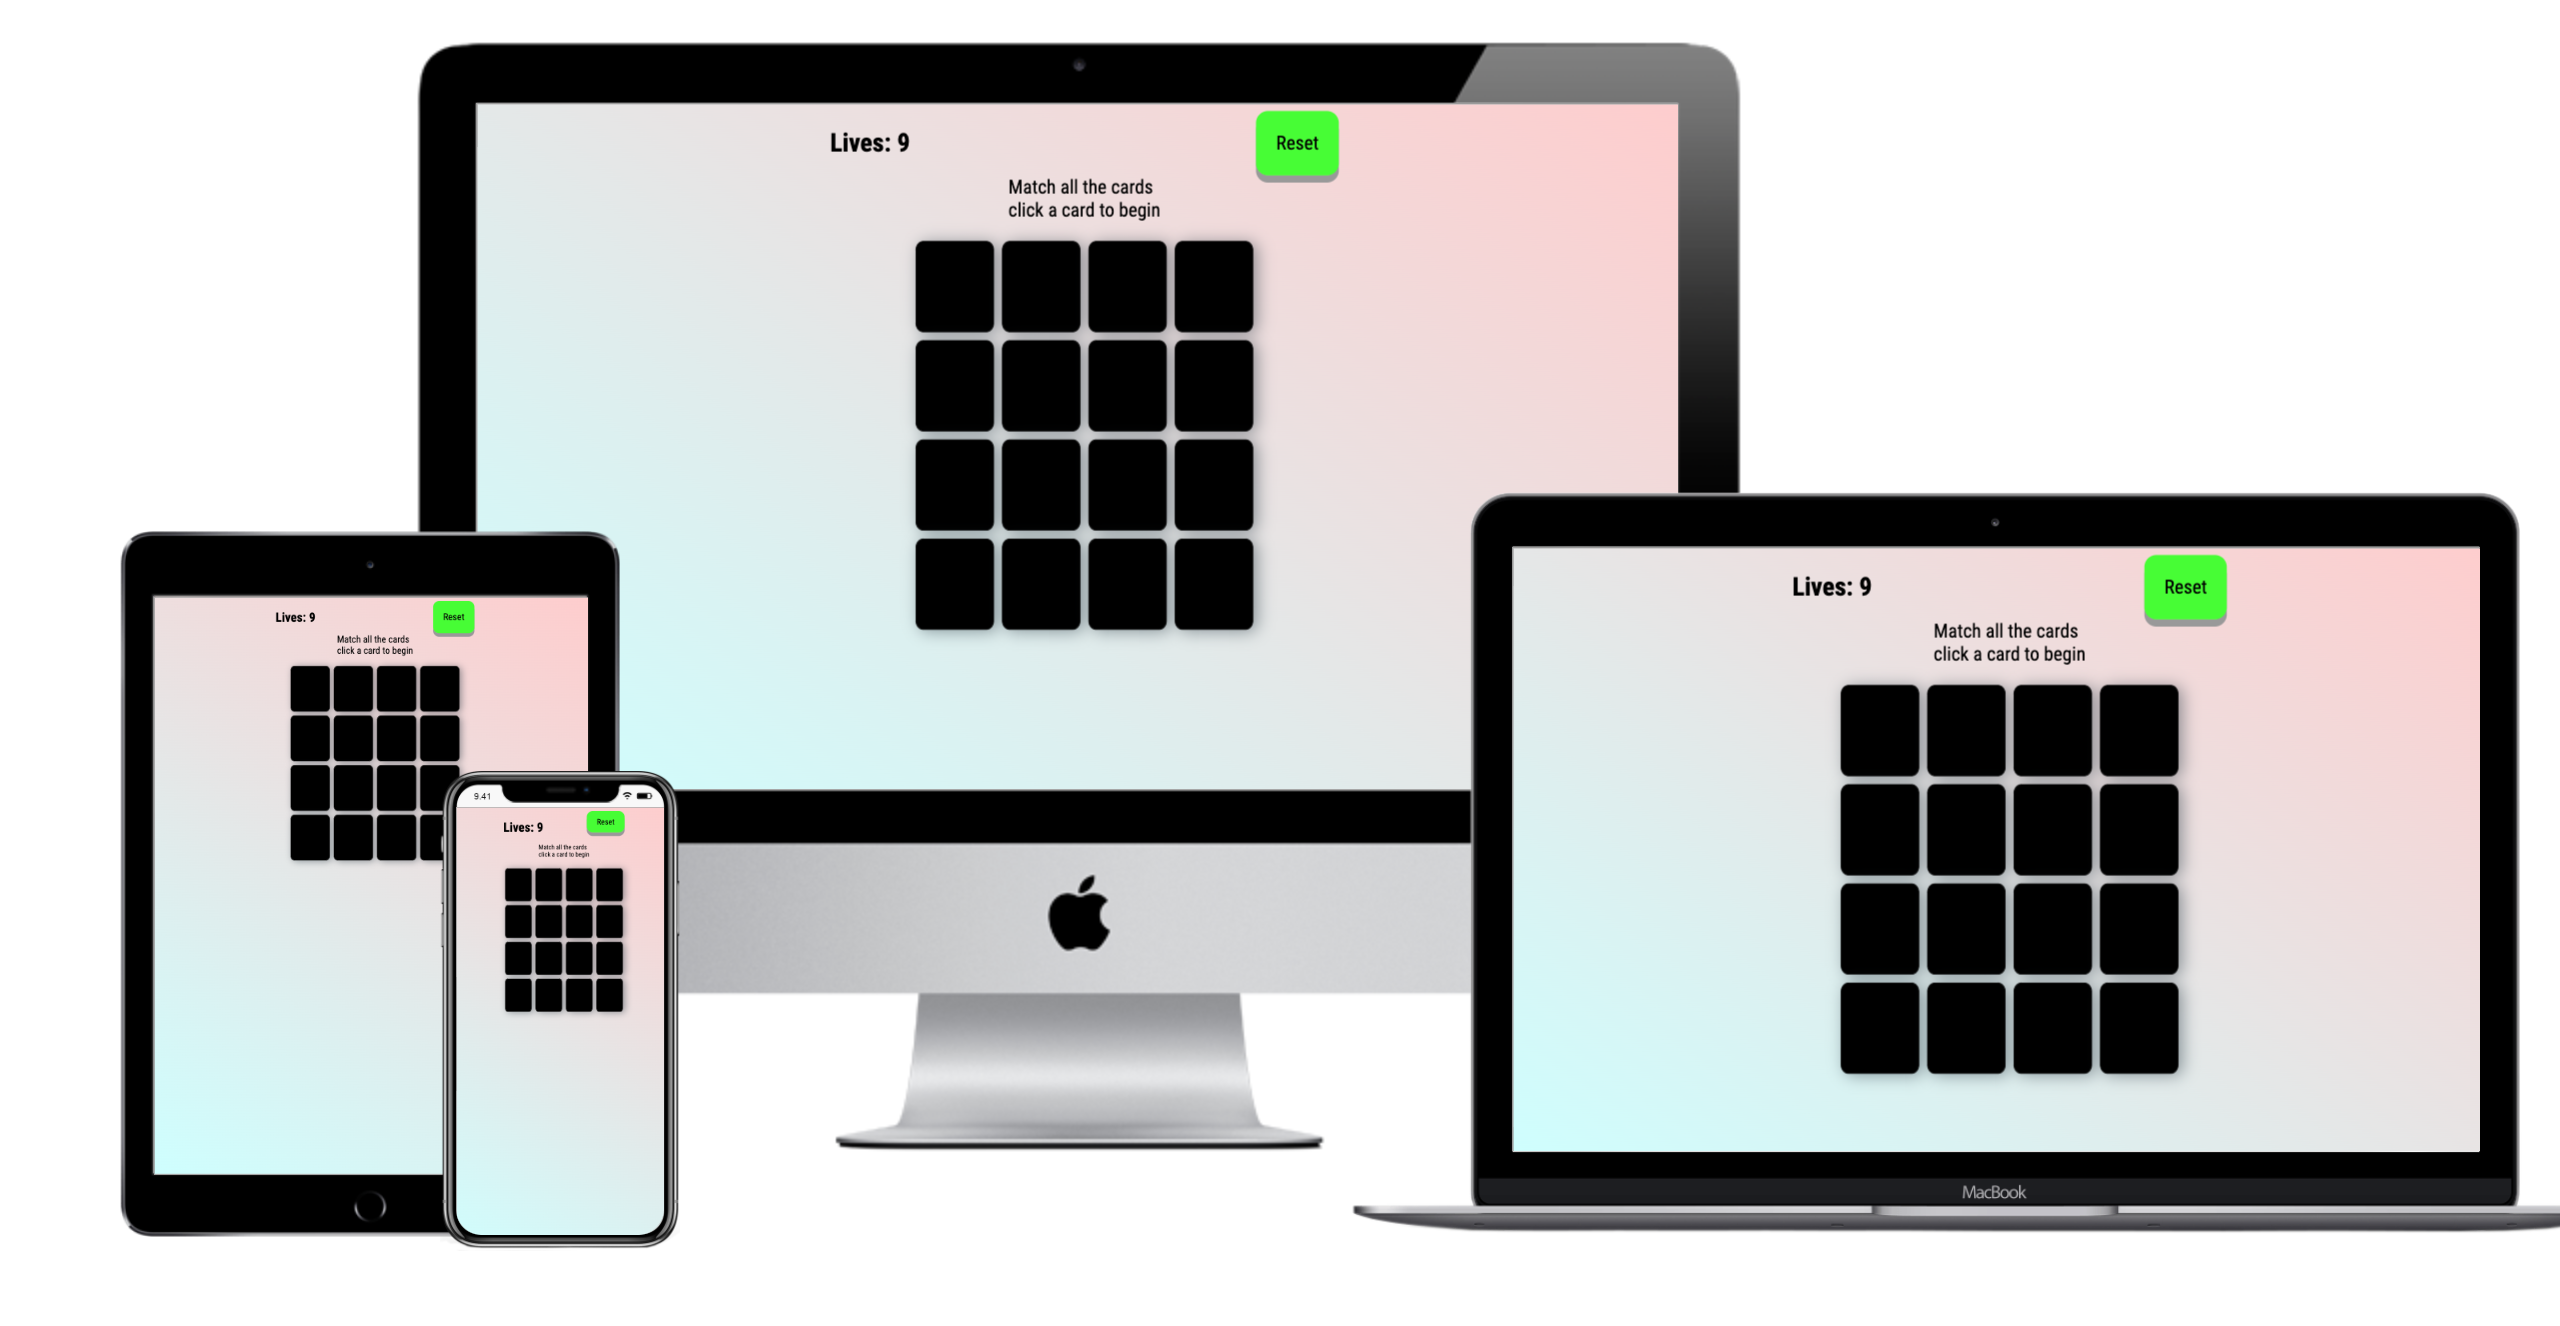 Lives: 9
Reset
Match all the cards
click a card to begin
Lives: 9
Reset
Match all the cards
click a card to begin
MacBook
Lives: 9
Reset
Match all the cards
click a card to begin
9.41
Lives: 9
Reset
Match all the cards
click a card to begin